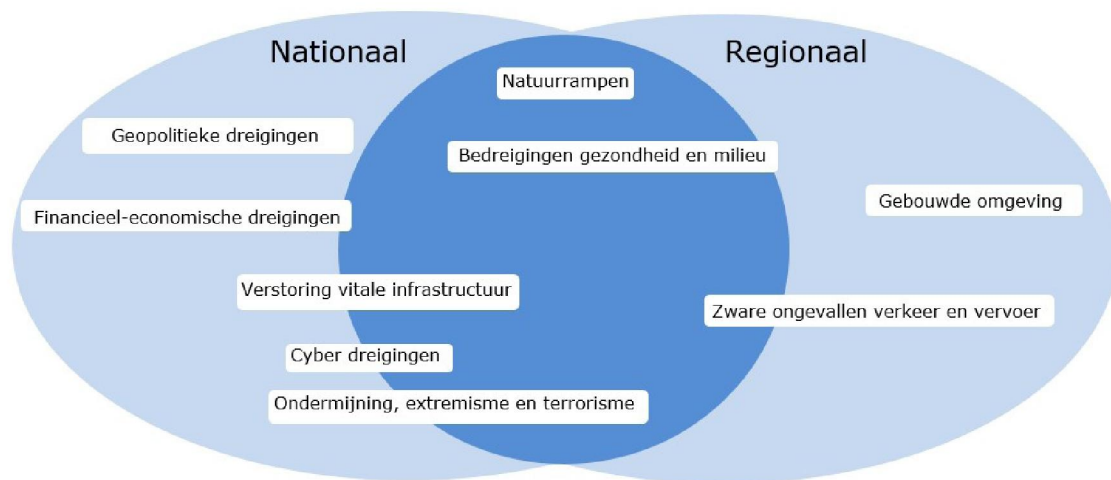 Nationaal
Regionaal
Natuurrampen
Geopolitieke dreigingen
Bedreigingen gezondheid en milieu
Gebouwde omgeving
Financieel-economische dreigingen
Verstoring vitale infrastructuur
Zware ongevallen verkeer en vervoer
Cyber dreigingen
Ondermijning, extremisme en terrorisme